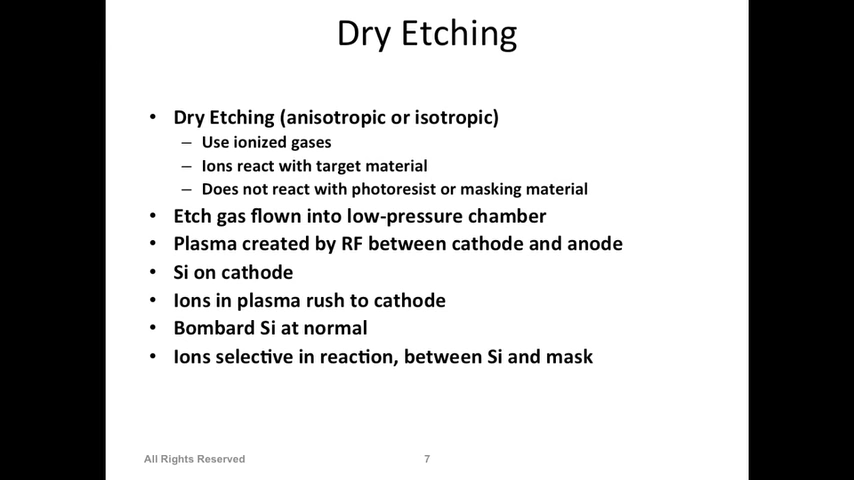 Dry Etching
• Dry Etching (anisotropic or isotropic)
– Use ionized gases
– Ions react with target material
– Does not react with photoresist or masking material
• Etch gas flown into low-pressure chamber
• Plasma created by RF between cathode and anode
• Si on cathode
• Ions in plasma rush to cathode
• Bombard Si at normal
• Ions selective in reaction, between Si and mask
All Rights Reserved
7